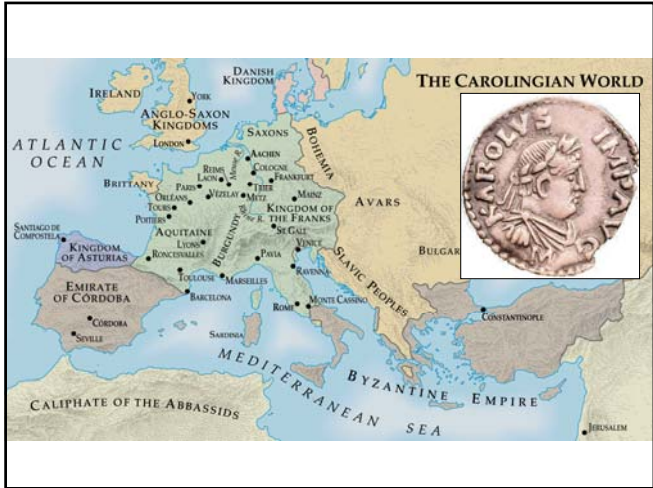 THE CAROLINGIAN WORLD
KAROLVS IMP AVG
IRELAND
YORK
ANGLO-SAXON
KINGDOMS
LONDON
DANISH
KINGDOM
ATLANTIC
OCEAN
SAXONS
BOHEMIA
AACHEN
COLOGNE
REIMS
LAON
Meuse R.
FRANKFURT
BRITTANY
PARIS
TRIER
ORLÉANS
METZ
MAINZ
VÉZELAY
TOURS
KINGDOM OF
THE FRANKS
POITIERS
ST. GALL
AVARS
SANTIAGO DE
COMPOSTELA
AQUITAINE
LYONS
BURGUNDY
VENICE
PAVIA
KINGDOM
OF ASTURIAS
RONCESVALLES
RAVENNA
SLAVIC PEOPLES
BULGAR
TOULOUSE
MARSEILLES
EMIRATE
OF CÓRDOBA
BARCELONA
ROME
MONTE CASSINO
CONSTANTINOPLE
CÓRDOBA
SEVILLE
SARDINIA
MEDITERRANEAN SEA
BYZANTINE EMPIRE
CALIPHATE OF THE ABBASSIDS
JERUSALEM